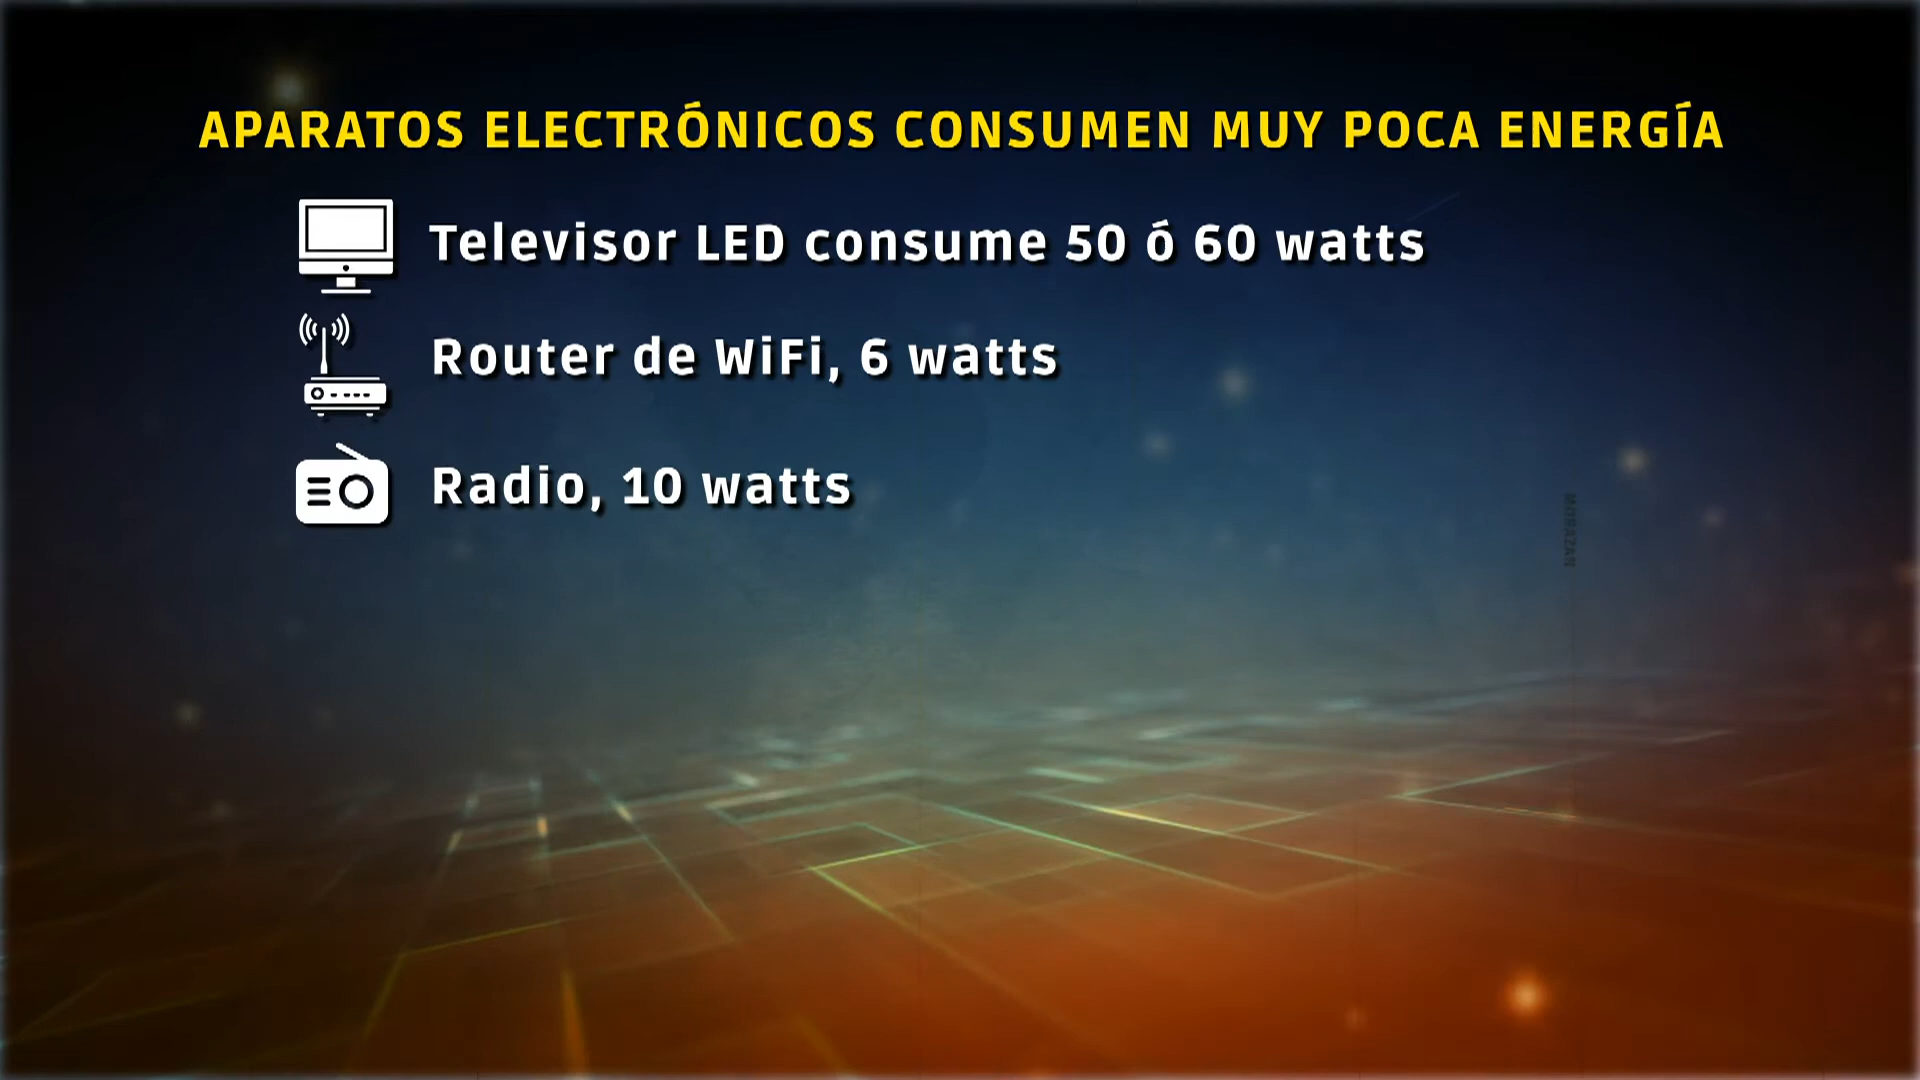 APARATOS ELECTRÓNICOS CONSUMEN MUY POCA ENERGÍA
Televisor LED consume 50 ó 60 watts
Router de WiFi, 6 watts
Radio, 10 watts
MORAZAN